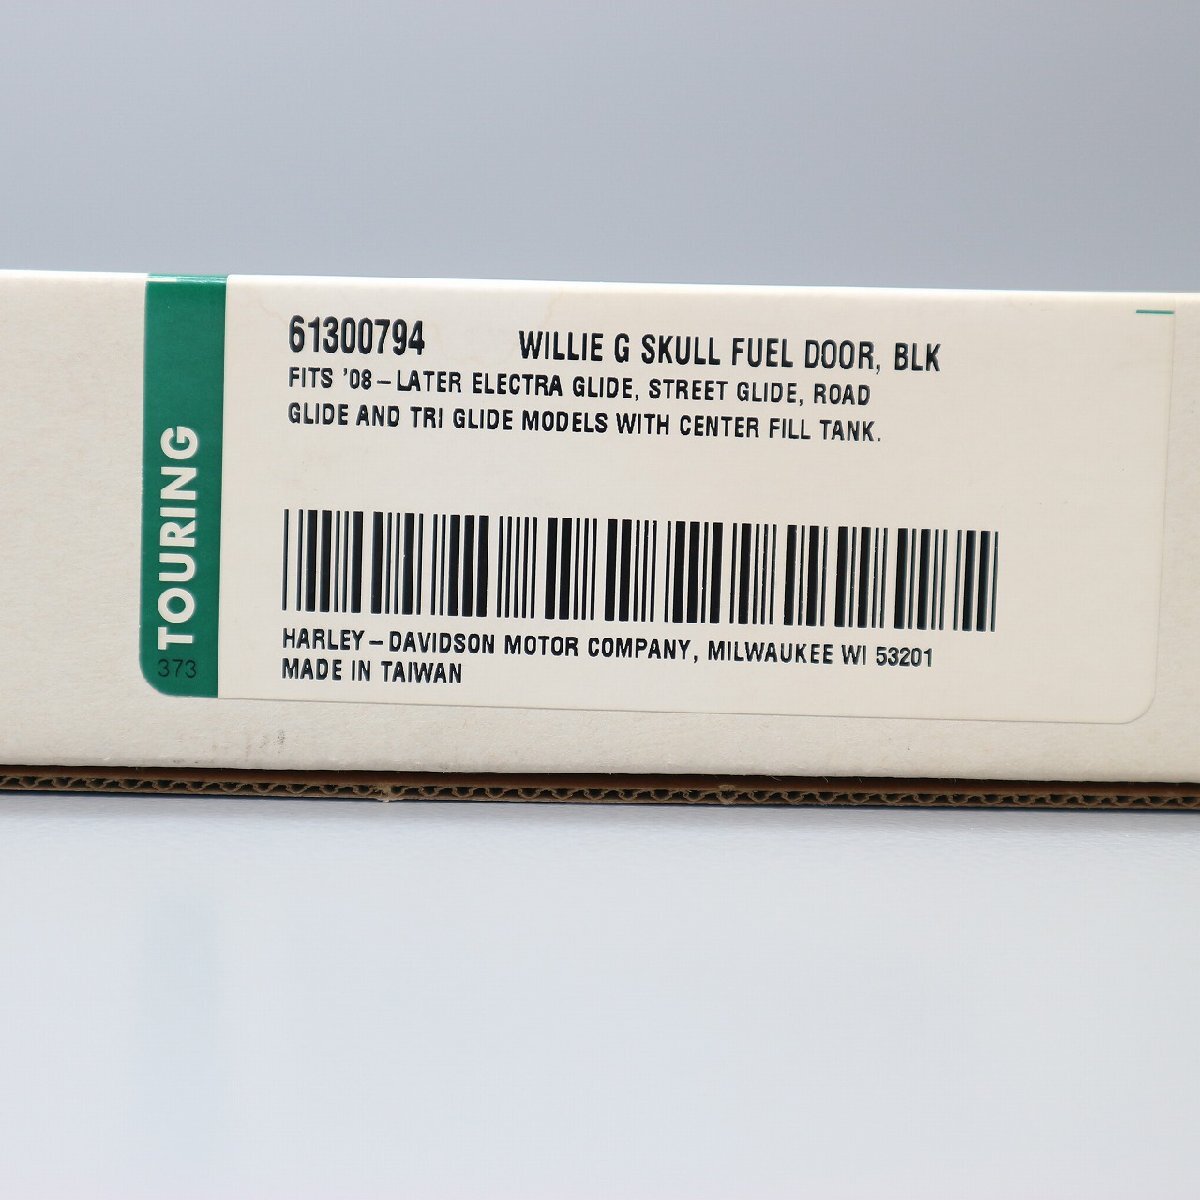 61300794 WILLIE G SKULL FUEL DOOR, BLK
FITS '08-LATER ELECTRA GLIDE, STREET GLIDE, ROAD
GLIDE AND TRI GLIDE MODELS WITH CENTER FILL TANK.
HARLEY-DAVIDSON MOTOR COMPANY, MILWAUKEE WI 53201
MADE IN TAIWAN
TOURING
373